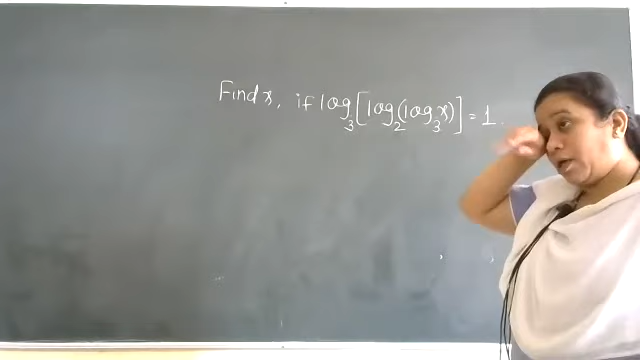 Find x, if log₃[log₂(log₃x)] = 1.